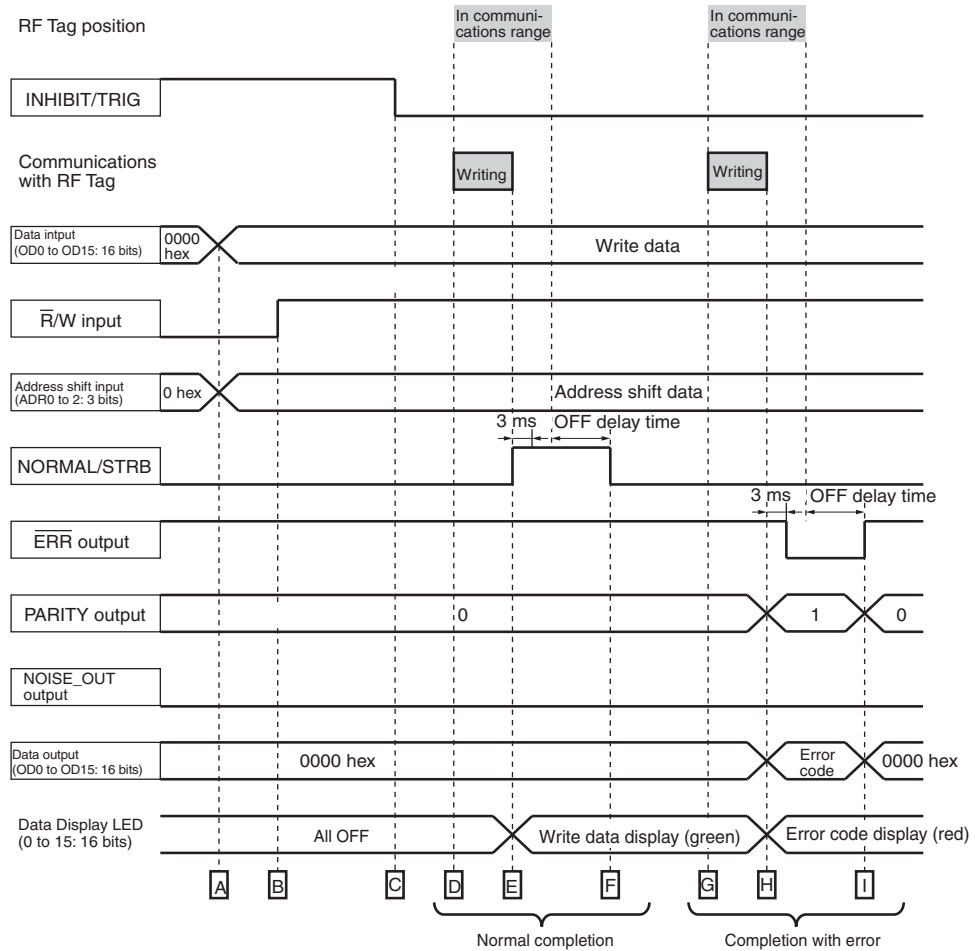 RF Tag position
In communi-
cations range
In communi-
cations range
INHIBIT/TRIG
Communications
with RF Tag
Writing
Writing
Data intput
(OD0 to OD15: 16 bits)
0000
hex
Write data
R̅/W input
Address shift input
(ADR0 to 2: 3 bits)
0 hex
Address shift data
3 ms
OFF delay time
NORMAL/STRB
3 ms
OFF delay time
E̅R̅R̅ output
PARITY output
0
1
0
NOISE_OUT
output
Data output
(OD0 to OD15: 16 bits)
0000 hex
Error
code
0000 hex
Data Display LED
(0 to 15: 16 bits)
All OFF
Write data display (green)
Error code display (red)
A
B
C
D
E
F
G
H
I
Normal completion
Completion with error